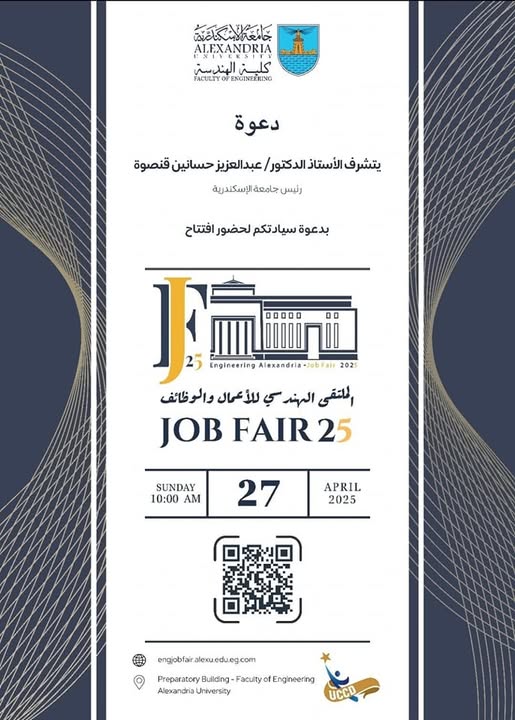 جامعة الإسكندرية
ALEXANDRIA
UNIVERSITY
كلية الهندسة
FACULTY OF ENGINEERING
دعوة
يتشرف الأستاذ الدكتور/ عبدالعزيز حسانين قنصوة
رئيس جامعة الإسكندرية
بدعوة سيادتكم لحضور افتتاح
JF 25
Engineering Alexandria • Job Fair 2025
الملتقى الهندسي للأعمال والوظائف
JOB FAIR 25
SUNDAY
10:00 AM
27
APRIL
2025
engjobfair.alexu.edu.eg.com
Preparatory Building - Faculty of Engineering
Alexandria University
UCCD